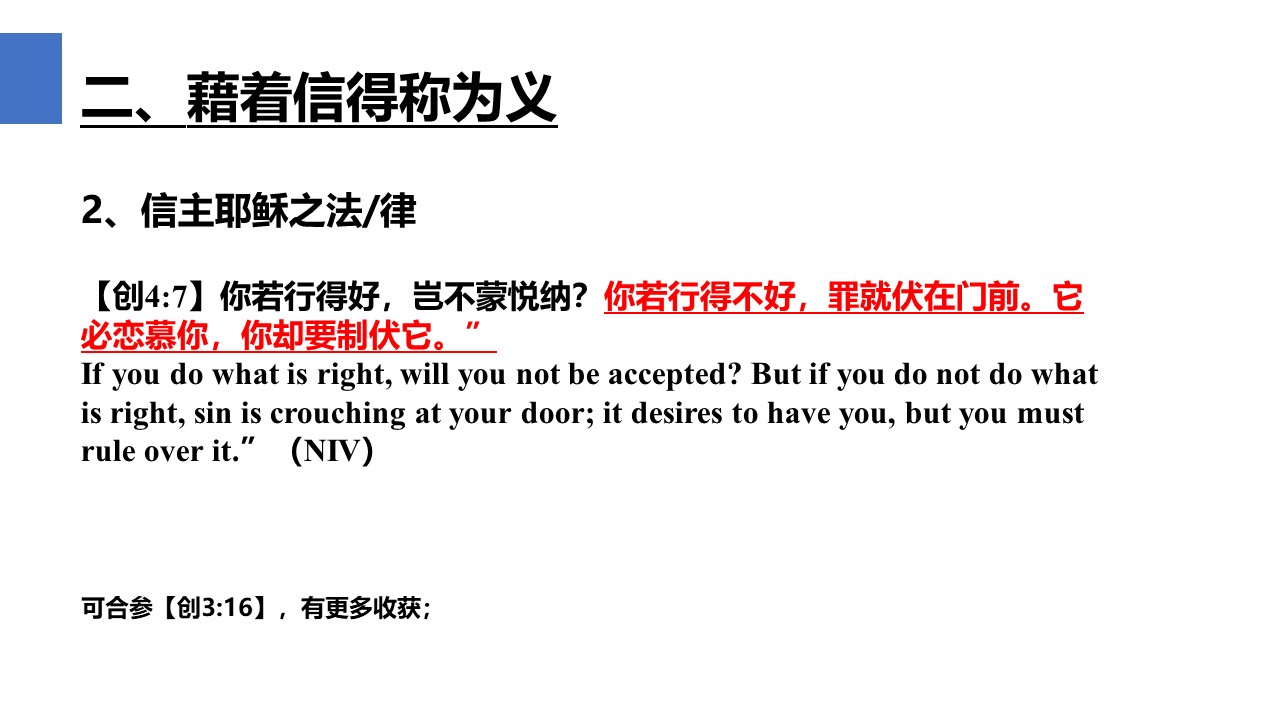 二、藉着信得称为义
2、信主耶稣之法/律
【创4:7】你若行得好，岂不蒙悦纳？你若行得不好，罪就伏在门前。它
必恋慕你，你却要制伏它。”
If you do what is right, will you not be accepted? But if you do not do what
is right, sin is crouching at your door; it desires to have you, but you must
rule over it.” （NIV）
可合参【创3:16】，有更多收获；